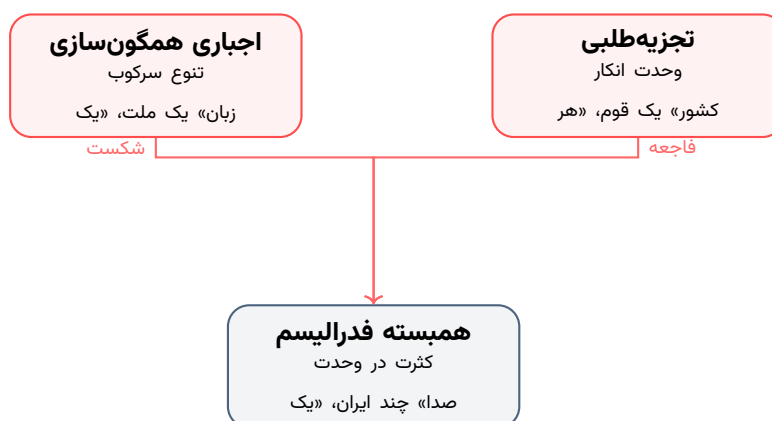 تجزیه‌طلبی
وحدت انکار
کشور» یک قوم، «هر
فاجعه
اجباری همگون‌سازی
تنوع سرکوب
زبان» یک ملت، «یک
شکست
همبسته فدرالیسم
کثرت در وحدت
صدا» چند ایران، «یک